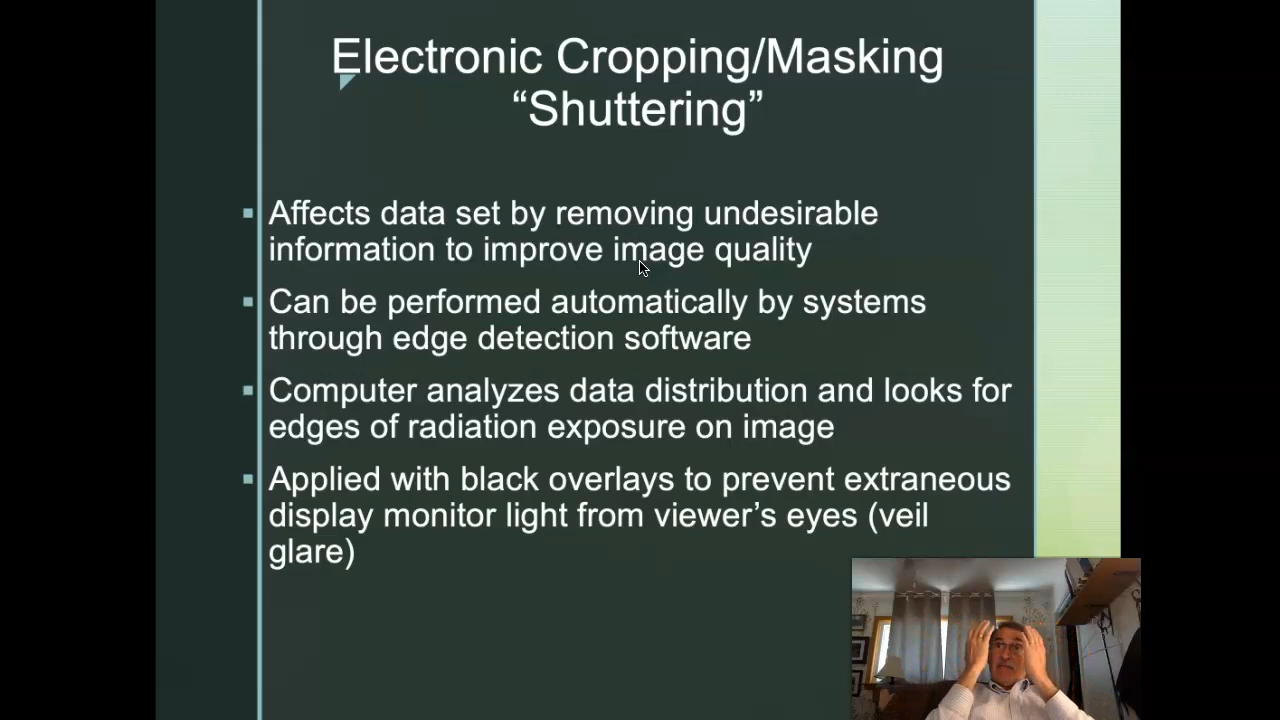 Electronic Cropping/Masking
“Shuttering”
▪ Affects data set by removing undesirable
information to improve image quality
▪ Can be performed automatically by systems
through edge detection software
▪ Computer analyzes data distribution and looks for
edges of radiation exposure on image
▪ Applied with black overlays to prevent extraneous
display monitor light from viewer’s eyes (veil
glare)